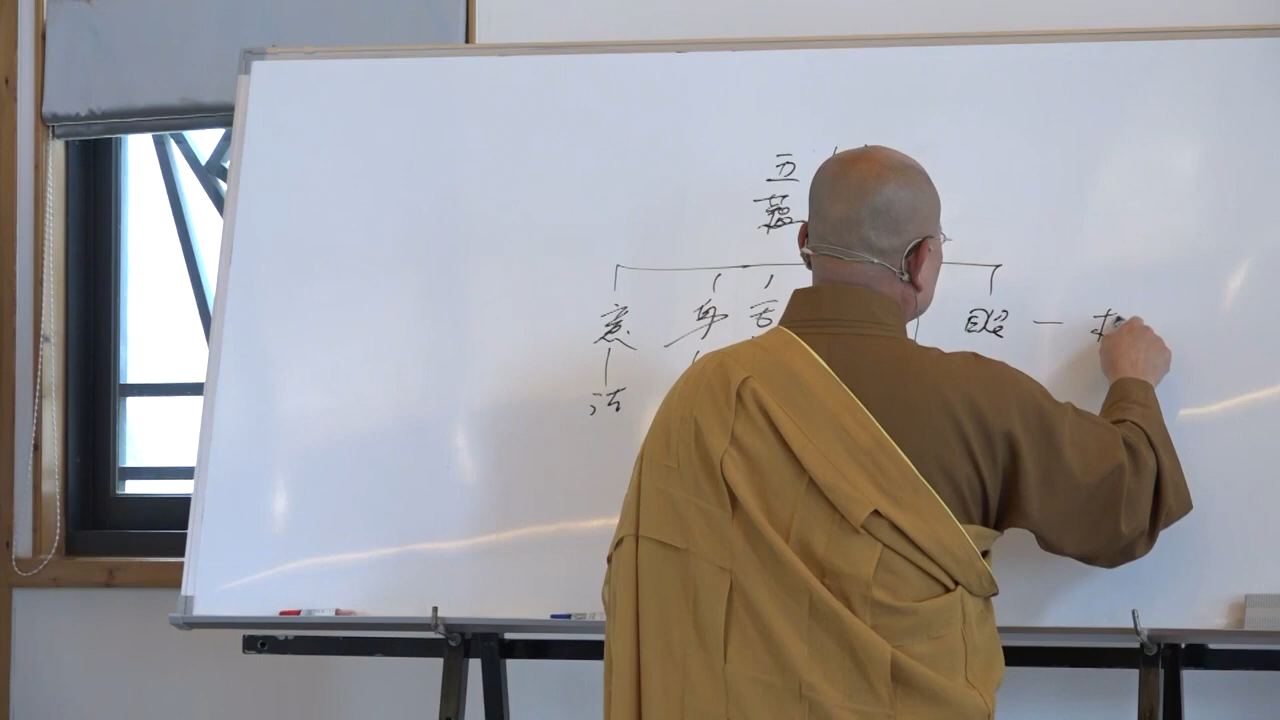 五蘊
意 身 舌 眼 一
法